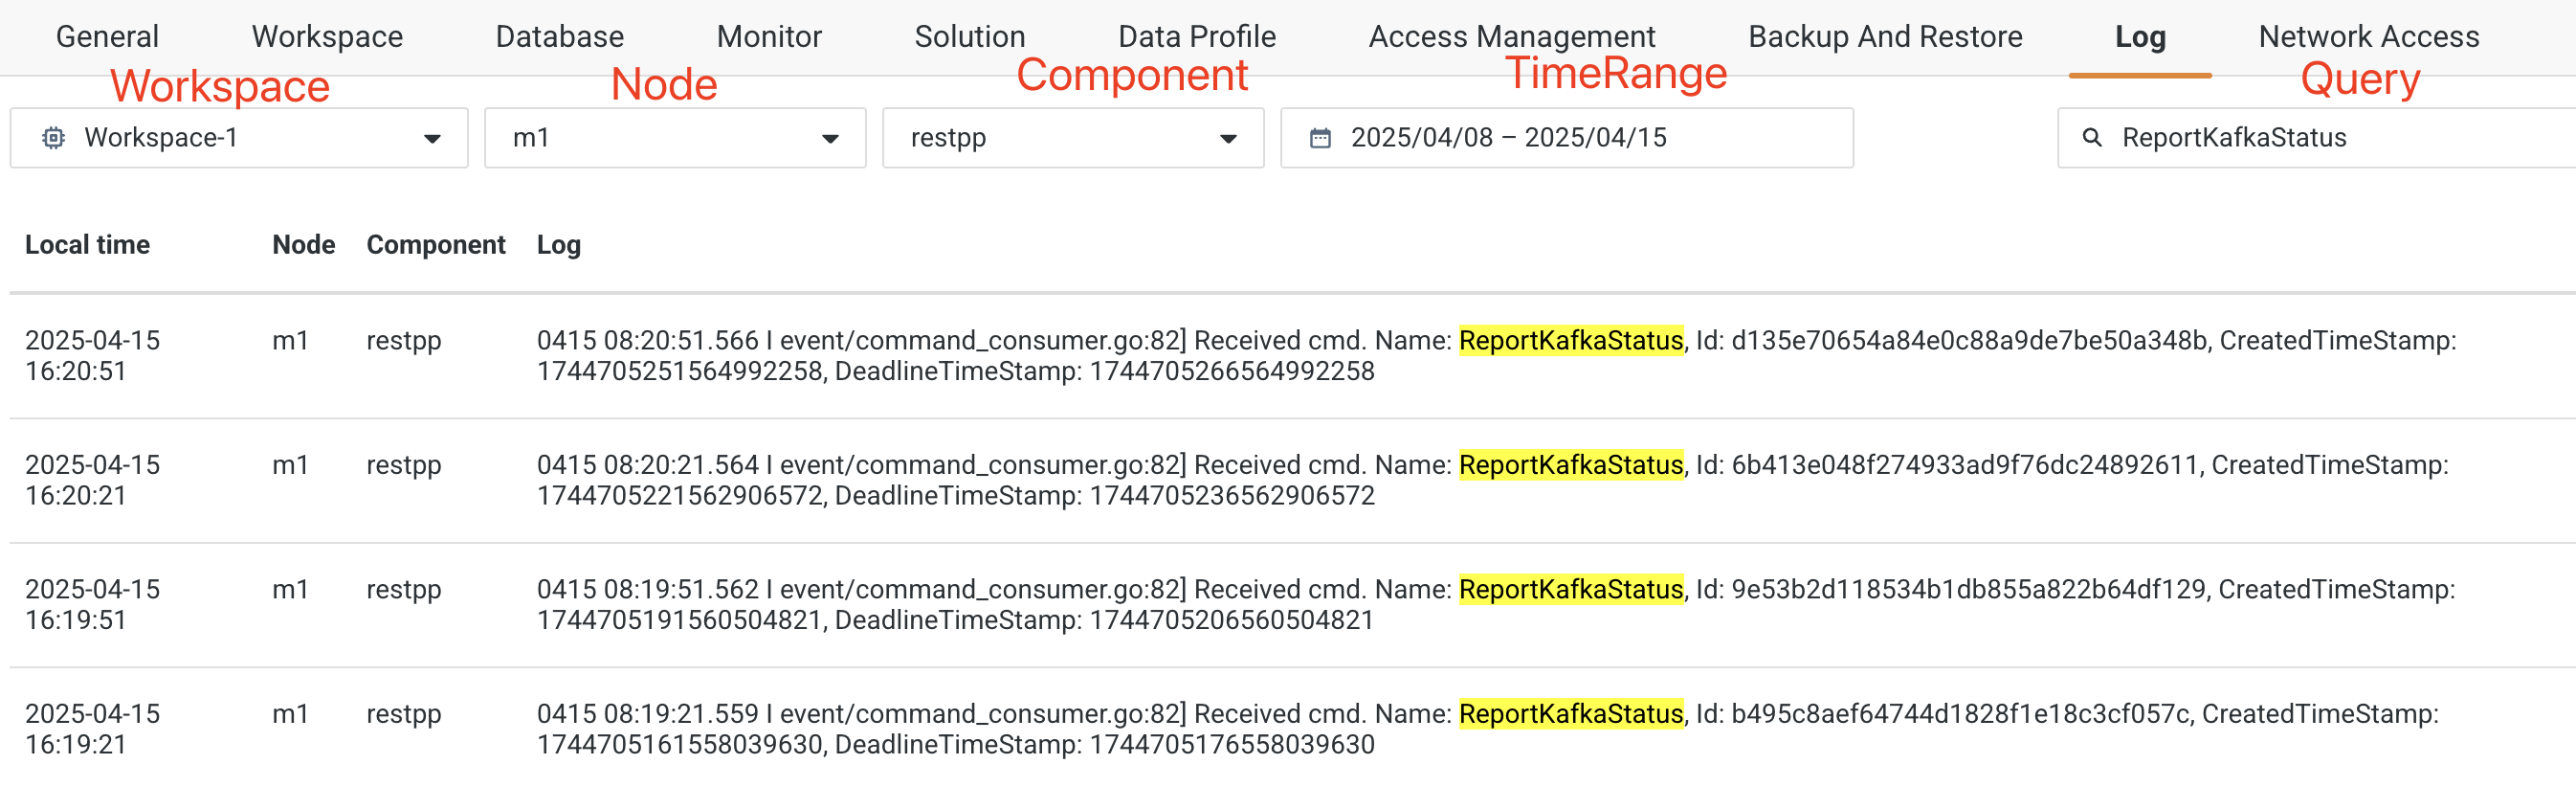 General Workspace Database Monitor Solution Data Profile Access Management Backup And Restore Log Network Access
Workspace Node Component TimeRange Query
Workspace-1 m1 restpp 2025/04/08 – 2025/04/15 ReportKafkaStatus
Local time Node Component Log
2025-04-15 m1 restpp 0415 08:20:51.566 I event/command_consumer.go:82] Received cmd. Name: ReportKafkaStatus, Id: d135e70654a84e0c88a9de7be50a348b, CreatedTimeStamp:
16:20:51 1744705251564992258, DeadlineTimeStamp: 1744705266564992258
2025-04-15 m1 restpp 0415 08:20:21.564 I event/command_consumer.go:82] Received cmd. Name: ReportKafkaStatus, Id: 6b413e048f274933ad9f76dc24892611, CreatedTimeStamp:
16:20:21 1744705221562906572, DeadlineTimeStamp: 1744705236562906572
2025-04-15 m1 restpp 0415 08:19:51.562 I event/command_consumer.go:82] Received cmd. Name: ReportKafkaStatus, Id: 9e53b2d118534b1db855a822b64df129, CreatedTimeStamp:
16:19:51 1744705191560504821, DeadlineTimeStamp: 1744705206560504821
2025-04-15 m1 restpp 0415 08:19:21.559 I event/command_consumer.go:82] Received cmd. Name: ReportKafkaStatus, Id: b495c8aef64744d1828f1e18c3cf057c, CreatedTimeStamp:
16:19:21 1744705161558039630, DeadlineTimeStamp: 1744705176558039630